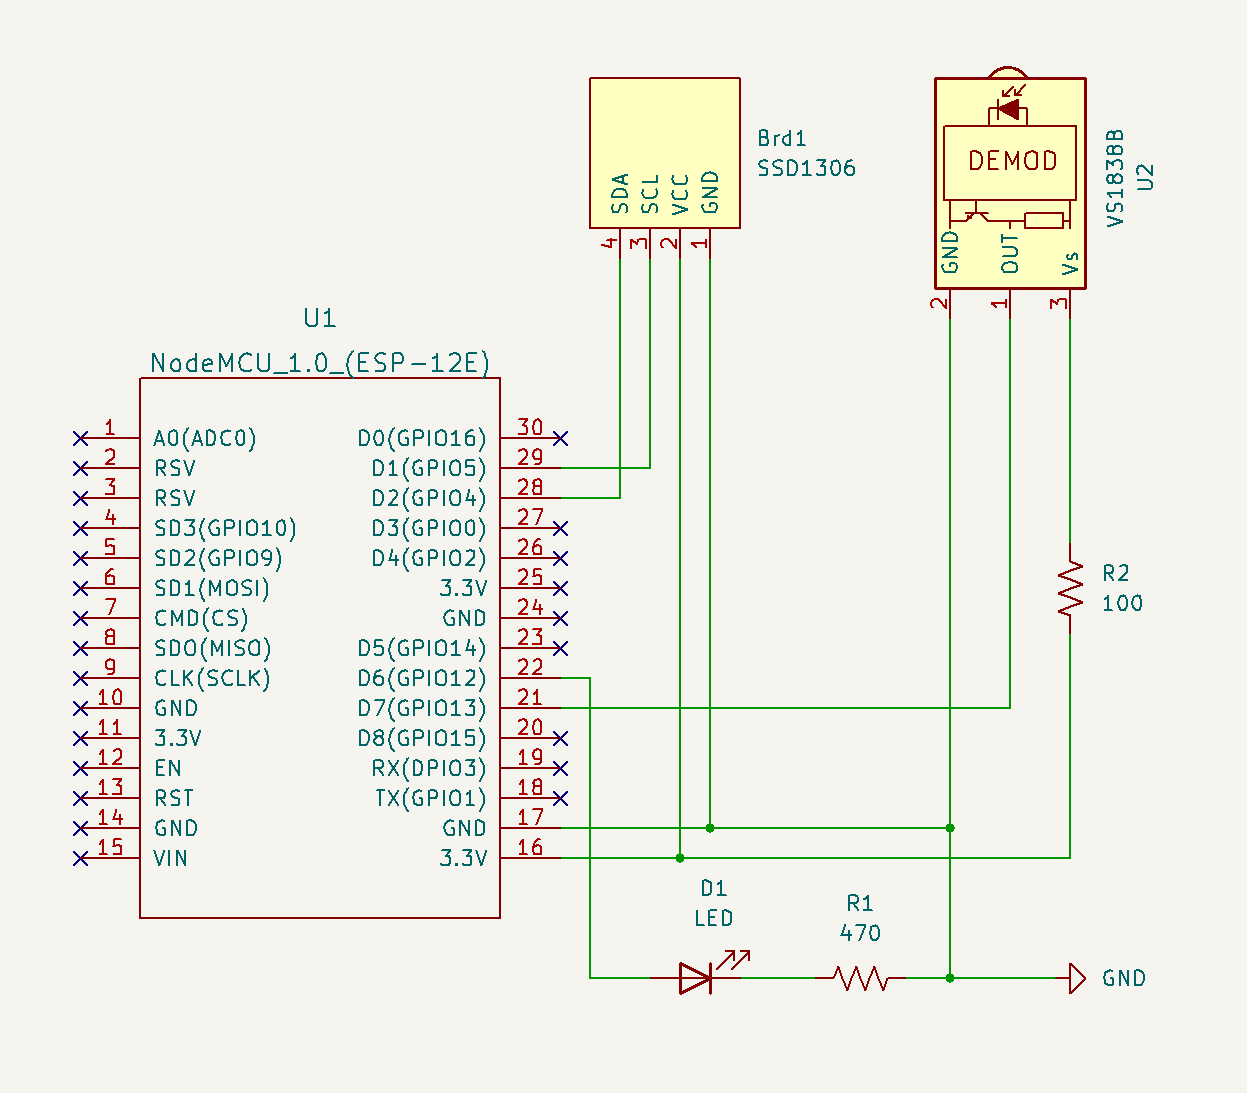 Brd1
SSD1306
SDA
SCL
VCC
GND
4
3
2
1
DEMOD
GND
OUT
Vs
2
1
3
VS1838B
U2
U1
NodeMCU_1.0_(ESP-12E)
1 A0(ADC0) D0(GPIO16) 30
2 RSV D1(GPIO5) 29
3 RSV D2(GPIO4) 28
4 SD3(GPIO10) D3(GPIO0) 27
5 SD2(GPIO9) D4(GPIO2) 26
6 SD1(MOSI) 3.3V 25
7 CMD(CS) GND 24
8 SDO(MISO) D5(GPIO14) 23
9 CLK(SCLK) D6(GPIO12) 22
10 GND D7(GPIO13) 21
11 3.3V D8(GPIO15) 20
12 EN RX(DPIO3) 19
13 RST TX(GPIO1) 18
14 GND GND 17
15 VIN 3.3V 16
R2
100
D1
LED
R1
470
GND